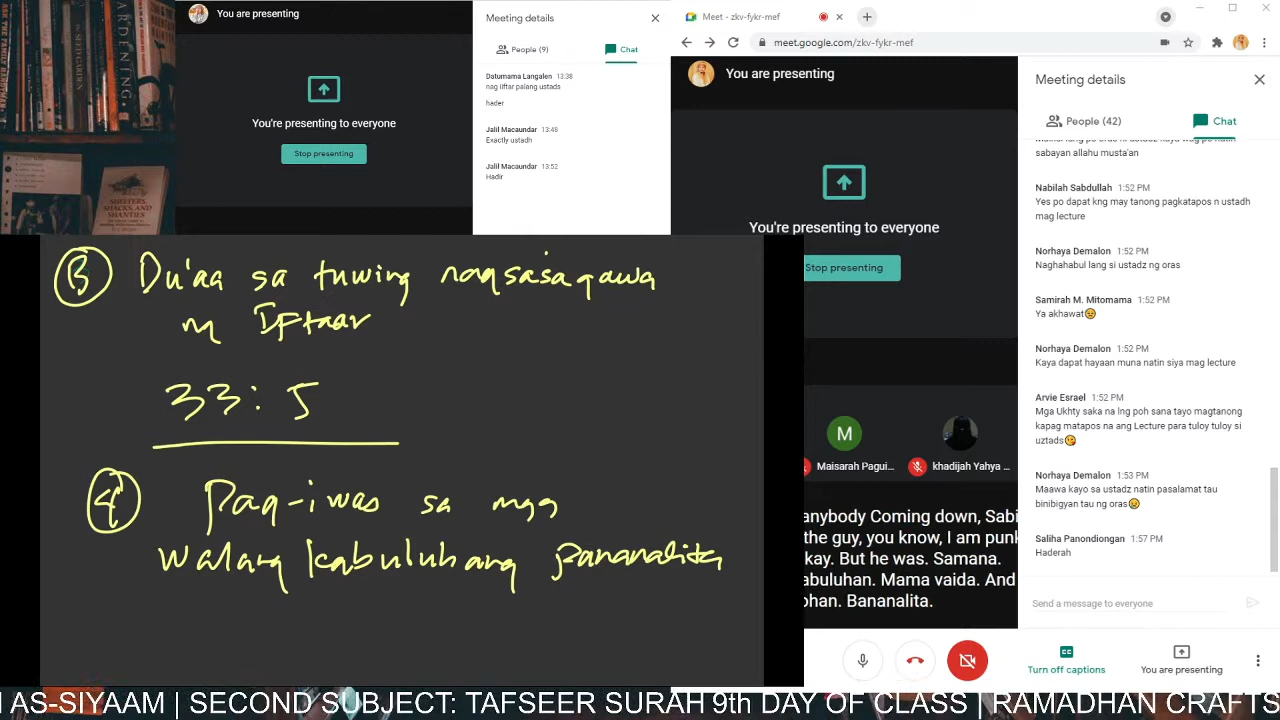 You are presenting
You're presenting to everyone
Stop presenting
Meeting details
People (9)
Chat
Datumama Langalen 13:38
nag iiftar palang ustads
hader
Jalil Macaundar 13:48
Exactly ustadh
Jalil Macaundar 13:52
Hadir
SHELTERS,
SHACKS, AND
SHANTIES
Meet - zkv-fykr-mef
meet.google.com/zkv-fykr-mef
You are presenting
You're presenting to everyone
Stop presenting
Meeting details
People (42)
Chat
sabayan allahu musta'an
Nabilah Sabdullah 1:52 PM
Yes po dapat kng may tanong pagkatapos n ustadh
mag lecture
Norhaya Demalon 1:52 PM
Naghahabul lang si ustadz ng oras
Samirah M. Mitomama 1:52 PM
Ya akhawat
Norhaya Demalon 1:52 PM
Kaya dapat hayaan muna natin siya mag lecture
Arvie Esrael 1:52 PM
Mga Ukhty saka na lng poh sana tayo magtanong
kapag matapos na ang Lecture para tuloy tuloy si
uztads
Norhaya Demalon 1:53 PM
Maawa kayo sa ustadz natin pasalamat tau
binibigyan tau ng oras
Saliha Panondiongan 1:57 PM
Haderah
Send a message to everyone
Turn off captions
You are presenting
M
Maisarah Pagui...
khadijah Yahya ...
anybody Coming down, Sabi
the guy, you know, I am punk
kay. But he was. Samana.
abuluhan. Mama vaida. And
ohan. Bananalita.
③ Du'aa sa tuwing nagsasagawa
ng Iftaar
33:5
④ Pag-iwas sa mga
walang kabuluhang pananalita
AS-SIYAAM | SECOND SUBJECT: TAFSEER SURAH 9th DAY OF CLASS | RAMADHAN CRAFTS